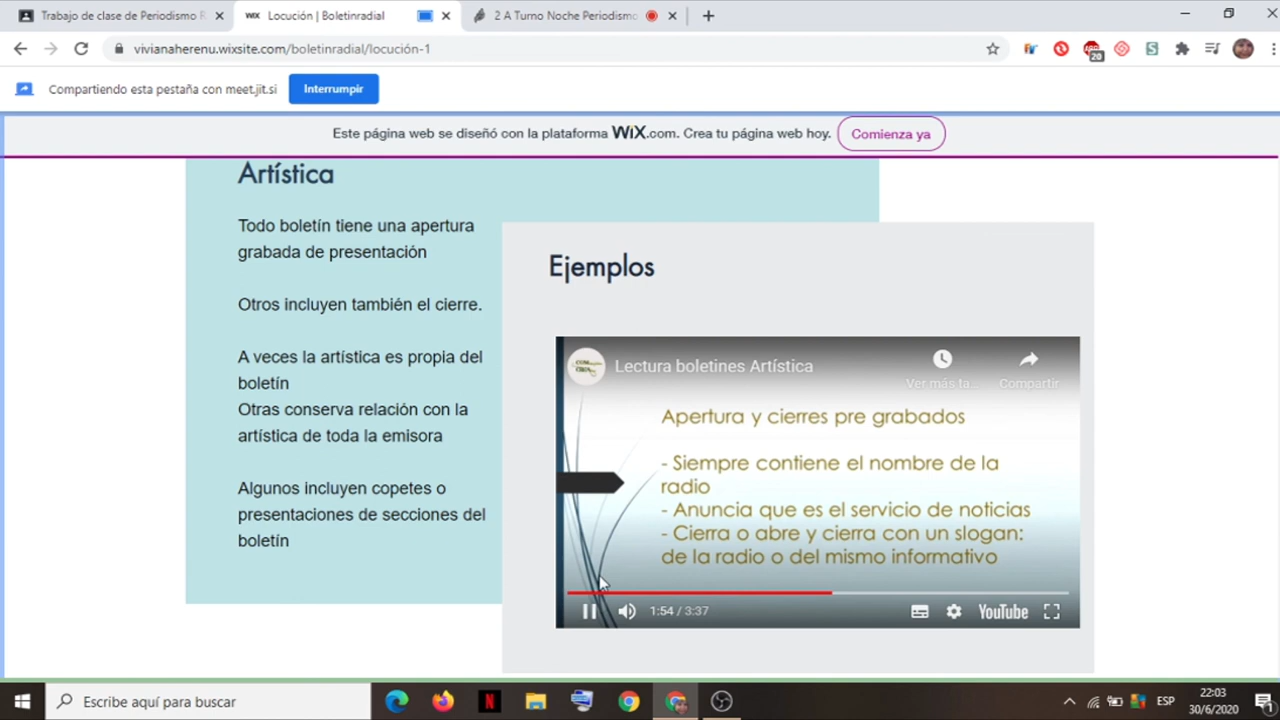 Trabajo de clase de Periodismo R
Locución | Boletinradial
2 A Turno Noche Periodismo
vivianaherenu.wixsite.com/boletinradial/locución-1
20
Compartiendo esta pestaña con meet.jit.si
Interrumpir
Este página web se diseñó con la plataforma WiX.com. Crea tu página web hoy.
Comienza ya
Artística
Todo boletín tiene una apertura
grabada de presentación
Otros incluyen también el cierre.
A veces la artística es propia del
boletín
Otras conserva relación con la
artística de toda la emisora
Algunos incluyen copetes o
presentaciones de secciones del
boletín
Ejemplos
Lectura boletines Artística
Ver más ta...
Compartir
Apertura y cierres pre grabados
- Siempre contiene el nombre de la
radio
- Anuncia que es el servicio de noticias
- Cierra o abre y cierra con un slogan:
de la radio o del mismo informativo
1:54 / 3:37
YouTube
Escribe aquí para buscar
ESP
22:03
30/6/2020
1